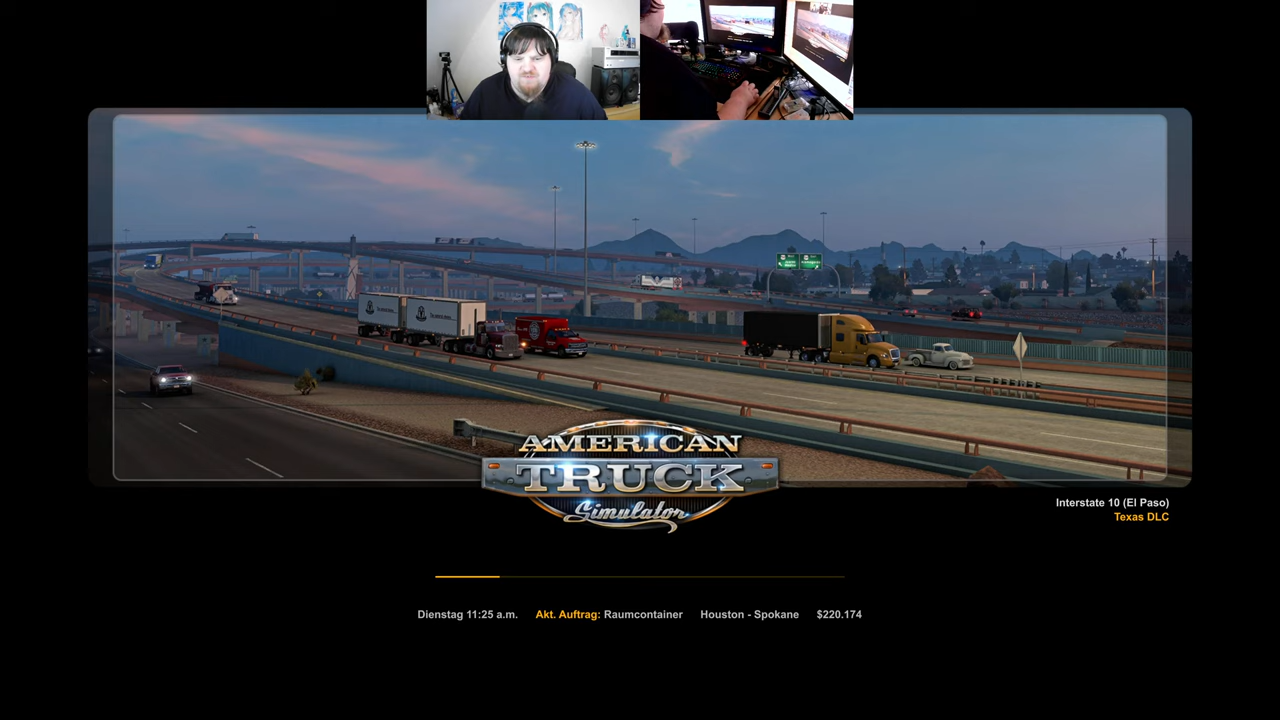 AMERICAN
TRUCK
Simulator
Interstate 10 (El Paso)
Texas DLC
Dienstag 11:25 a.m. Akt. Auftrag: Raumcontainer Houston - Spokane $220.174